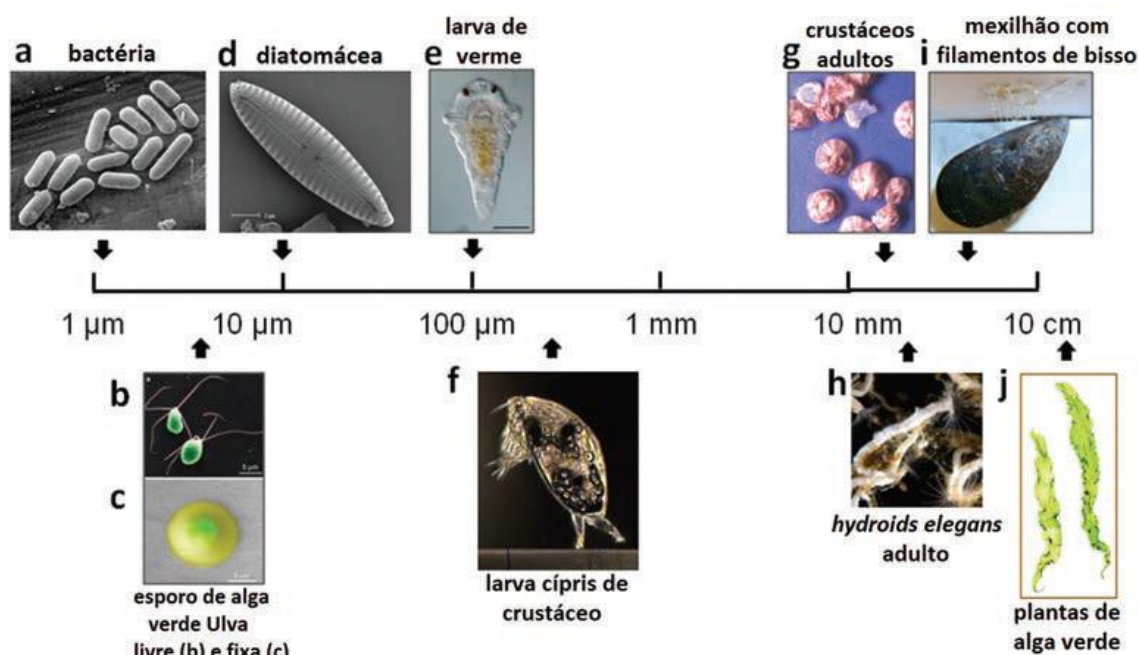 a
bactéria
d
diatomácea
e
larva de
verme
g
crustáceos
adultos
i
mexilhão com
filamentos de bisso
1 µm
10 µm
100 µm
1 mm
10 mm
10 cm
b
5 µm
c
esporo de alga
verde Ulva
livre (b) e fixa (c)
f
larva cípris de
crustáceo
h
hydroids elegans
adulto
j
plantas de
alga verde